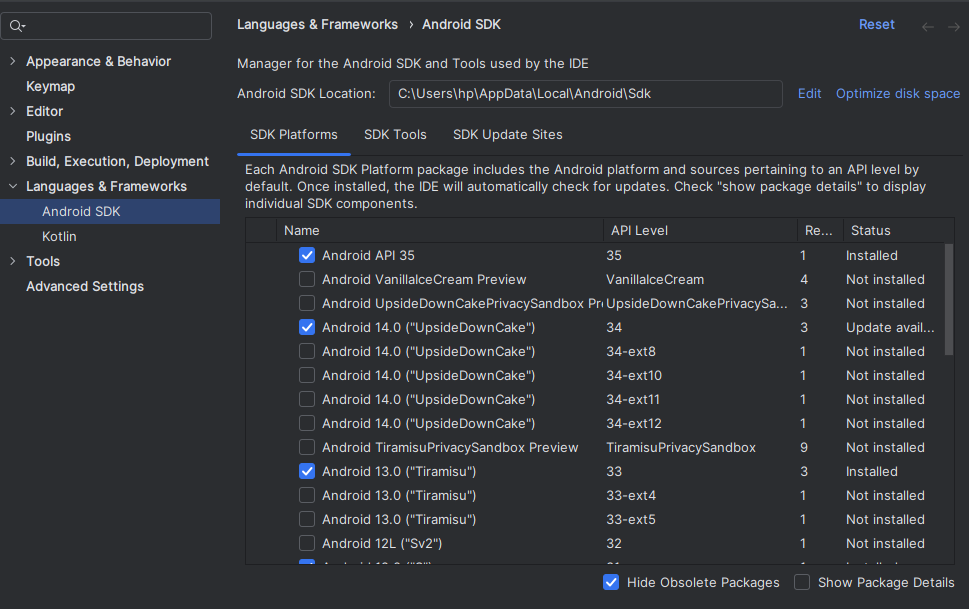 Languages & Frameworks › Android SDK
Reset
Appearance & Behavior
Keymap
Editor
Plugins
Build, Execution, Deployment
Languages & Frameworks
Android SDK
Kotlin
Tools
Advanced Settings
Manager for the Android SDK and Tools used by the IDE
Android SDK Location: C:\Users\hp\AppData\Local\Android\Sdk Edit Optimize disk space
SDK Platforms SDK Tools SDK Update Sites
Each Android SDK Platform package includes the Android platform and sources pertaining to an API level by
default. Once installed, the IDE will automatically check for updates. Check "show package details" to display
individual SDK components.
Name API Level Re... Status
Android API 35 35 1 Installed
Android VanillaIceCream Preview VanillaIceCream 4 Not installed
Android UpsideDownCakePrivacySandbox Pre UpsideDownCakePrivacySa... 3 Not installed
Android 14.0 ("UpsideDownCake") 34 3 Update avail...
Android 14.0 ("UpsideDownCake") 34-ext8 1 Not installed
Android 14.0 ("UpsideDownCake") 34-ext10 1 Not installed
Android 14.0 ("UpsideDownCake") 34-ext11 1 Not installed
Android 14.0 ("UpsideDownCake") 34-ext12 1 Not installed
Android TiramisuPrivacySandbox Preview TiramisuPrivacySandbox 9 Not installed
Android 13.0 ("Tiramisu") 33 3 Installed
Android 13.0 ("Tiramisu") 33-ext4 1 Not installed
Android 13.0 ("Tiramisu") 33-ext5 1 Not installed
Android 12L ("Sv2") 32 1 Not installed
Hide Obsolete Packages Show Package Details